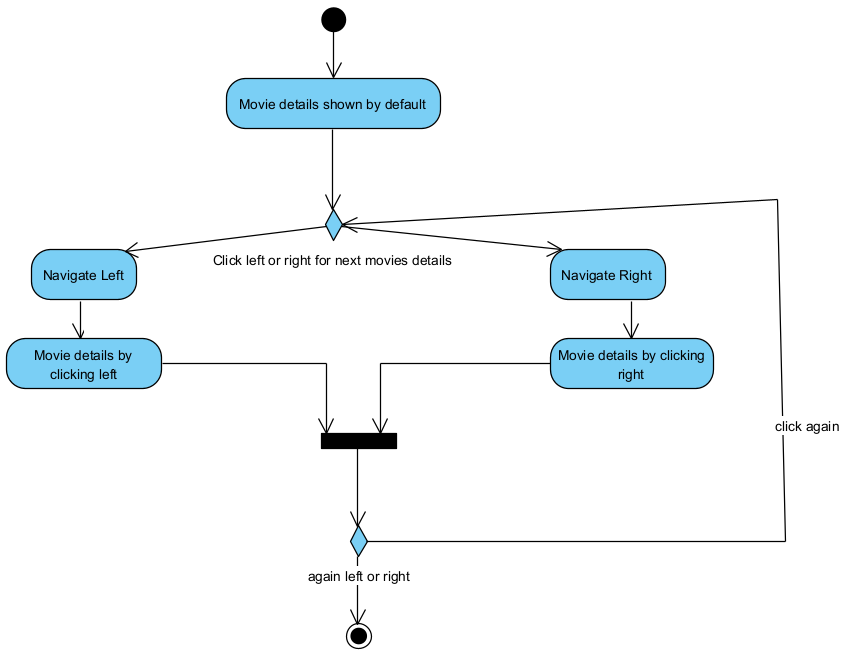 Movie details shown by default
Click left or right for next movies details
Navigate Left
Navigate Right
Movie details by
clicking left
Movie details by clicking
right
click again
again left or right